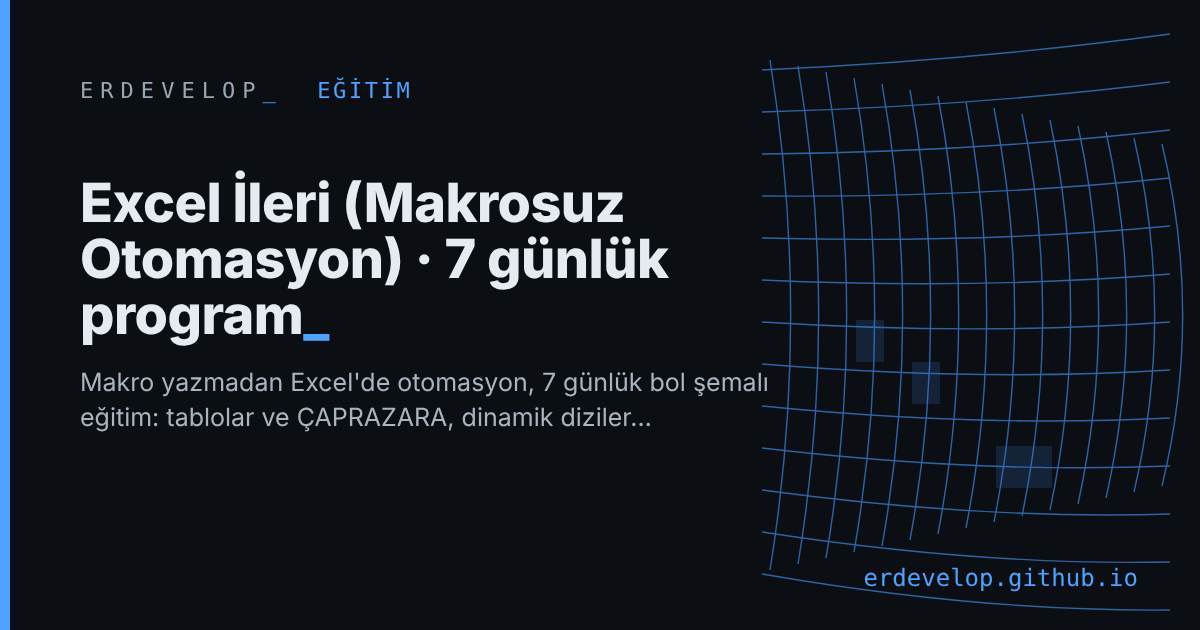 ERDEVELOP_ EĞİTİM
Excel İleri (Makrosuz
Otomasyon) · 7 günlük
program_
Makro yazmadan Excel'de otomasyon, 7 günlük bol şemalı
eğitim: tablolar ve ÇAPRAZARA, dinamik diziler...
erdevelop.github.io